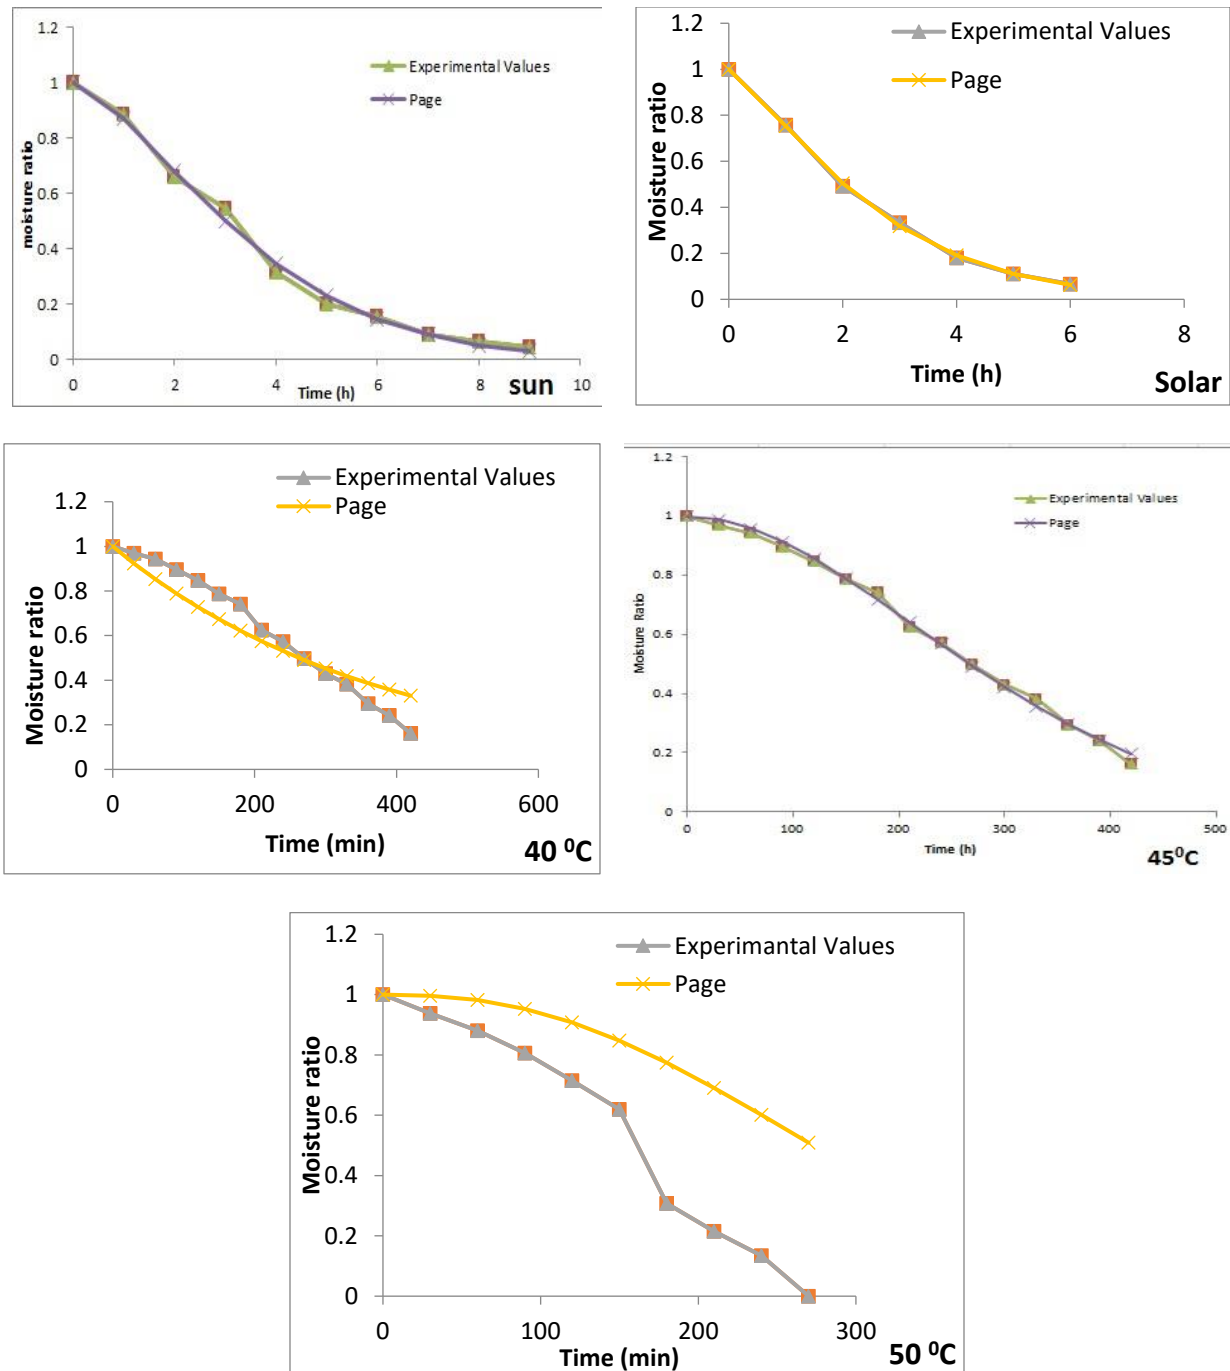 1.2
1
0.8
0.6
0.4
0.2
0
moisture ratio
Experimental Values
Page
0 2 4 6 8 10
Time (h)
sun
1.2
1
0.8
0.6
0.4
0.2
0
Moisture ratio
Experimental Values
Page
0 2 4 6 8
Time (h)
Solar
Experimental Values
Page
1.2
1
0.8
0.6
0.4
0.2
0
Moisture ratio
0 200 400 600
Time (min)
40 ⁰C
1.2
1
0.8
0.6
0.4
0.2
0
Moisture Ratio
Experimental Values
Page
0 100 200 300 400 500
Time (h)
45⁰C
1.2
1
0.8
0.6
0.4
0.2
0
Moisture ratio
Experimantal Values
Page
0 100 200 300
Time (min)
50 ⁰C